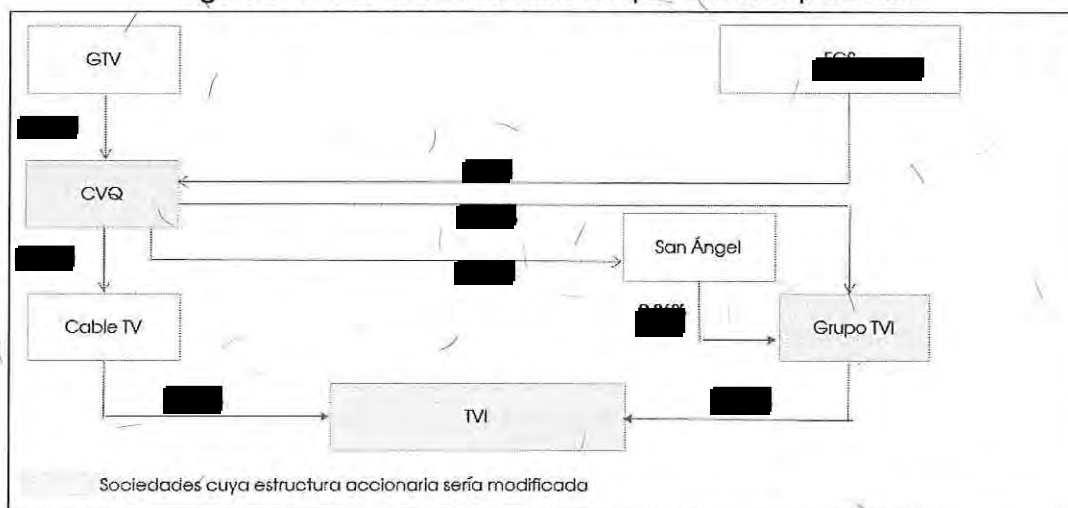 GTV
CVQ
San Ángel
Cable TV
Grupo TVI
TVI
Sociedades cuya estructura accionaria sería modificada